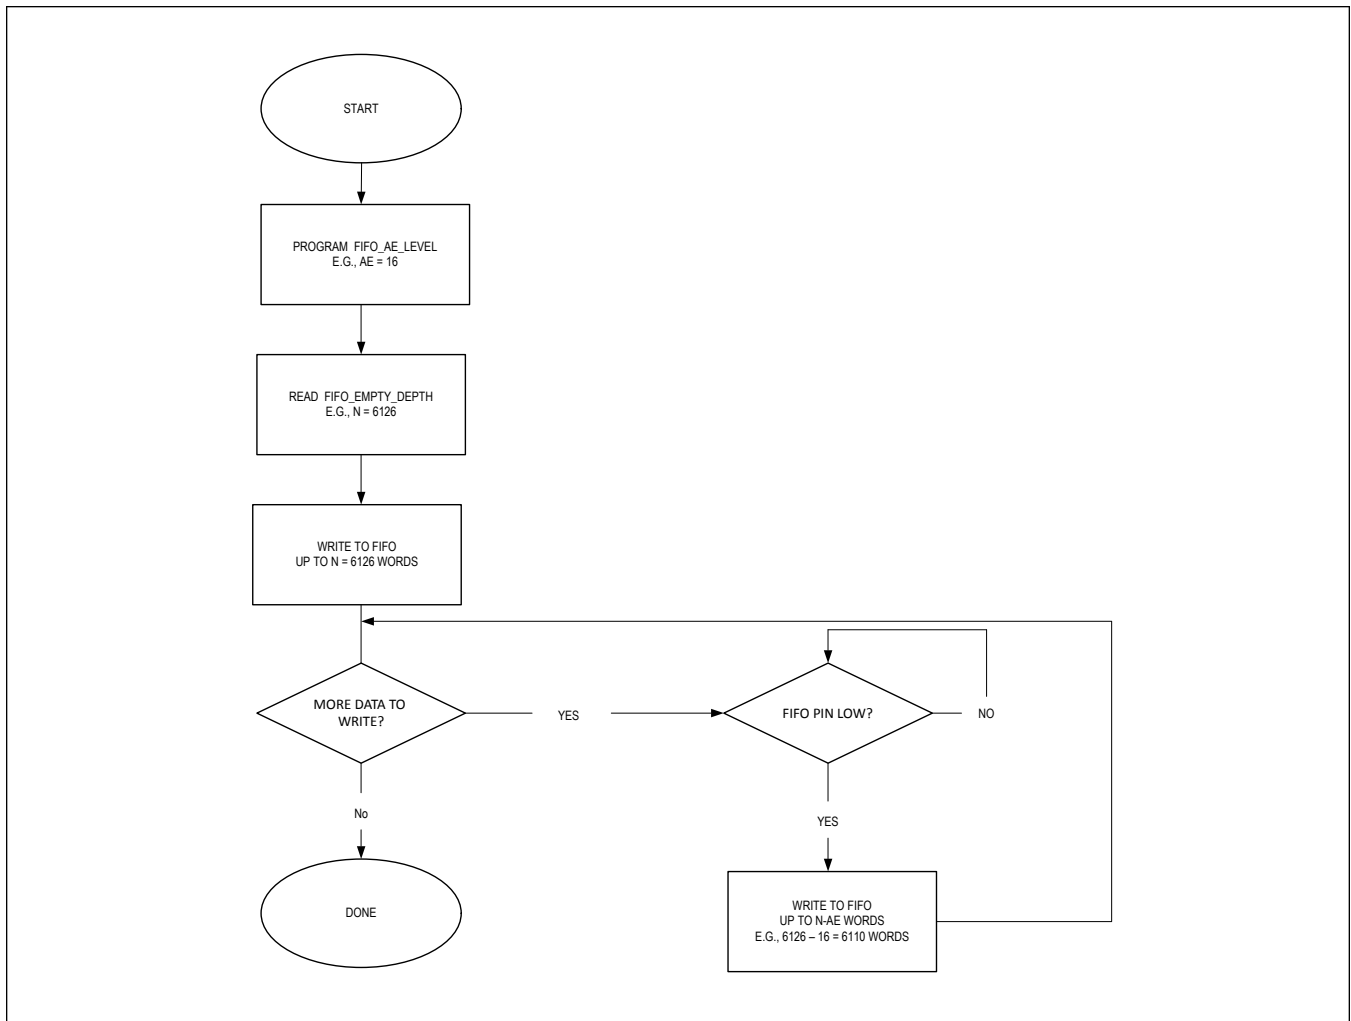 START
PROGRAM FIFO_AE_LEVEL
E.G., AE = 16
READ FIFO_EMPTY_DEPTH
E.G., N = 6126
WRITE TO FIFO
UP TO N = 6126 WORDS
MORE DATA TO
WRITE?
YES
FIFO PIN LOW?
NO
No
YES
DONE
WRITE TO FIFO
UP TO N-AE WORDS
E.G., 6126 – 16 = 6110 WORDS